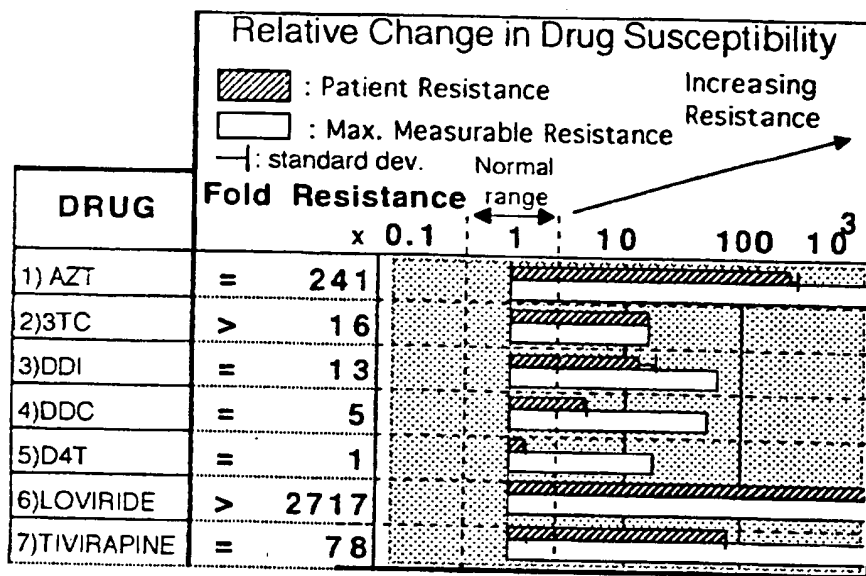 Relative Change in Drug Susceptibility
: Patient Resistance
Increasing
Resistance
: Max. Measurable Resistance
: standard dev.
Normal
range
DRUG
Fold Resistance
x 0.1 1 10 100 10³
1) AZT = 241
2)3TC > 16
3)DDI = 13
4)DDC = 5
5)D4T = 1
6)LOVIRIDE > 2717
7)TIVIRAPINE = 78